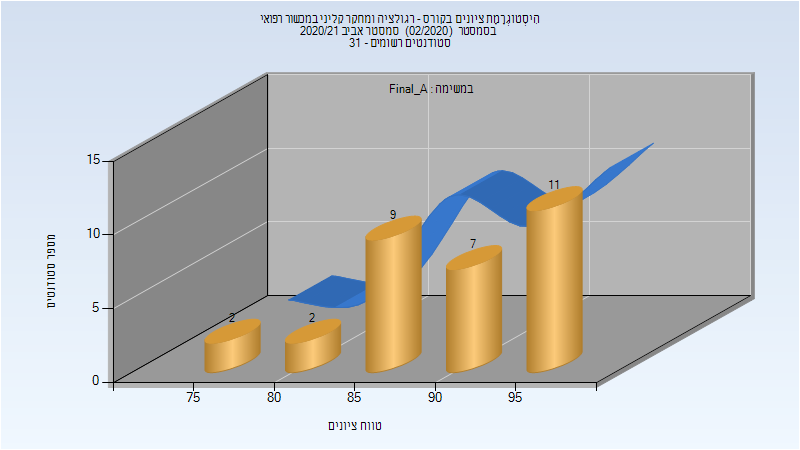 היסטוגרמת ציונים בקורס - רגולציה ומחקר קליני במכשור רפואי
בסמסטר (02/2020) סמסטר אביב 2020/21
סטודנטים רשומים - 31
במשימה : Final_A
15
10
5
0
מספר סטודנטים
2
2
9
7
11
75
80
85
90
95
טווח ציונים